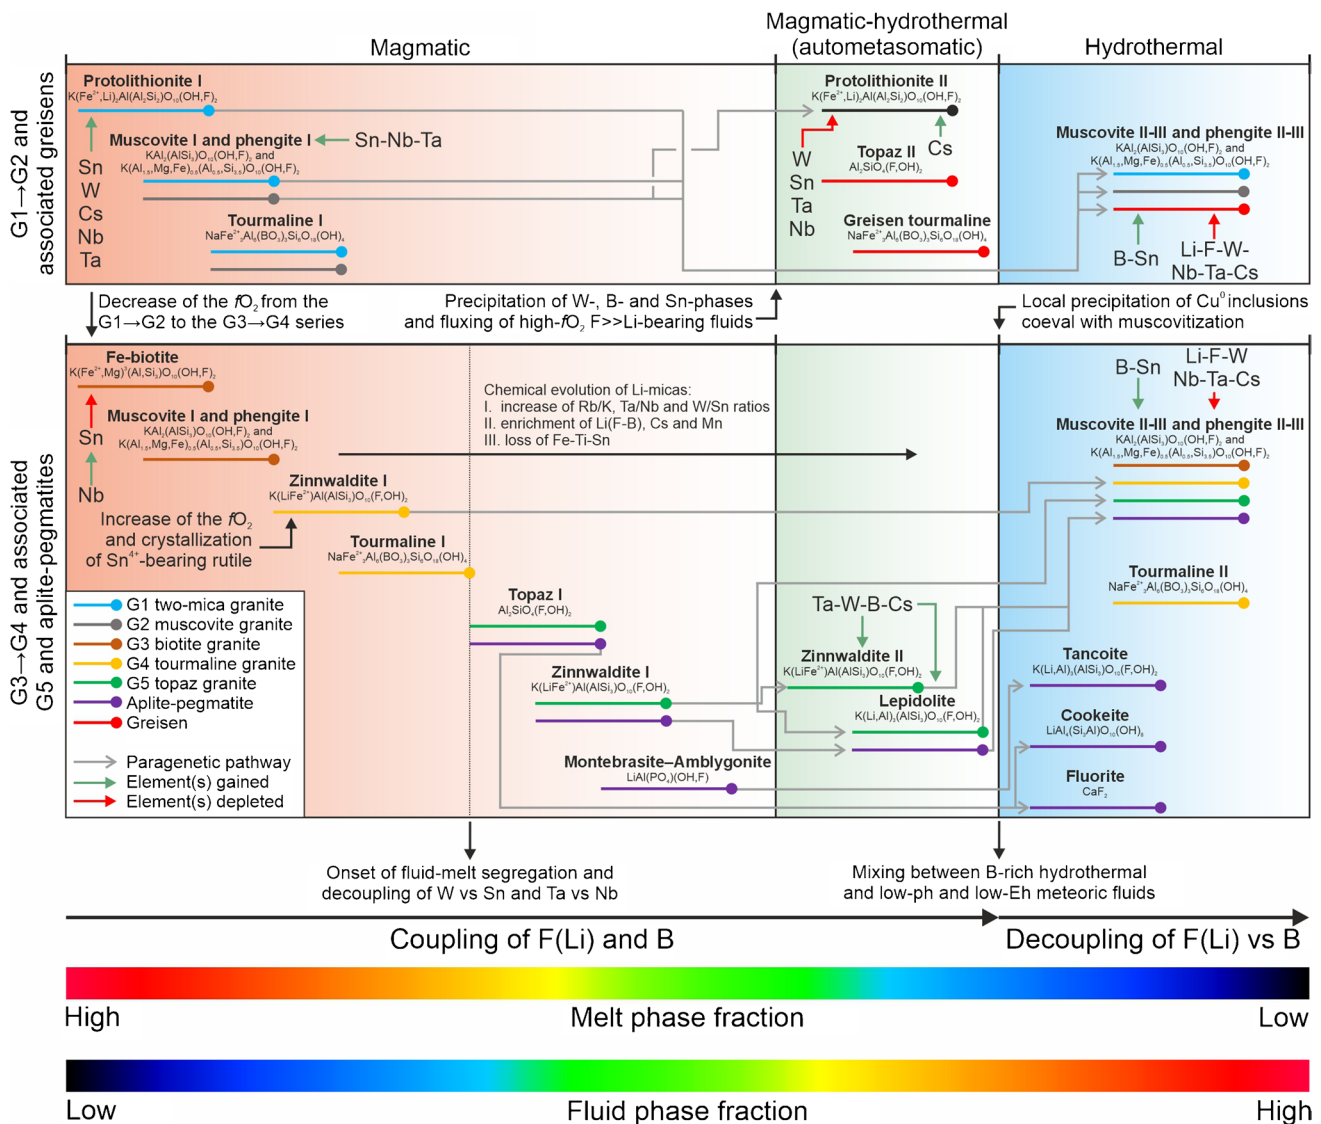 Magmatic
Magmatic-hydrothermal
(autometasomatic)
Hydrothermal
G1→G2 and
associated greisens
Protolithionite I
K(Fe²⁺,Li)₂Al(Al₂Si₂)O₁₀(OH,F)₂
Muscovite I and phengite I
KAl₂(AlSi₃)O₁₀(OH,F)₂ and
K(Al₁.₅,Mg,Fe)₀.₅(Al₀.₅,Si₃.₅)O₁₀(OH,F)₂
Sn-Nb-Ta
Sn
W
Cs
Nb
Ta
Tourmaline I
NaFe²⁺₃Al₆(BO₃)₃Si₆O₁₈(OH)₄
Protolithionite II
K(Fe²⁺,Li)₂Al(Al₂Si₂)O₁₀(OH,F)₂
W
Sn
Ta
Nb
Cs
Topaz II
Al₂SiO₄(F,OH)₂
Greisen tourmaline
NaFe²⁺₃Al₆(BO₃)₃Si₆O₁₈(OH)₄
Muscovite II-III and phengite II-III
KAl₂(AlSi₃)O₁₀(OH,F)₂ and
K(Al₁.₅,Mg,Fe)₀.₅(Al₀.₅,Si₃.₅)O₁₀(OH,F)₂
B-Sn
Li-F-W-
Nb-Ta-Cs
Decrease of the fO₂ from the
G1→G2 to the G3→G4 series
Precipitation of W-, B- and Sn-phases
and fluxing of high-fO₂ F>>Li-bearing fluids
Local precipitation of Cu⁰ inclusions
coeval with muscovitization
G3→G4 and associated
G5 and aplite-pegmatites
Fe-biotite
K(Fe²⁺,Mg)³(Al,Si₃)O₁₀(OH,F)₂
Sn
Nb
Muscovite I and phengite I
KAl₂(AlSi₃)O₁₀(OH,F)₂ and
K(Al₁.₅,Mg,Fe)₀.₅(Al₀.₅,Si₃.₅)O₁₀(OH,F)₂
Chemical evolution of Li-micas:
I. increase of Rb/K, Ta/Nb and W/Sn ratios
II. enrichment of Li(F-B), Cs and Mn
III. loss of Fe-Ti-Sn
Zinnwaldite I
K(LiFe²⁺)Al(AlSi₃)O₁₀(F,OH)₂
Increase of the fO₂
and crystallization
of Sn⁴⁺-bearing rutile
Tourmaline I
NaFe²⁺₃Al₆(BO₃)₃Si₆O₁₈(OH)₄
Topaz I
Al₂SiO₄(F,OH)₂
Zinnwaldite I
K(LiFe²⁺)Al(AlSi₃)O₁₀(F,OH)₂
Montebrasite–Amblygonite
LiAl(PO₄)(OH,F)
Ta-W-B-Cs
Zinnwaldite II
K(LiFe²⁺)Al(AlSi₃)O₁₀(F,OH)₂
Lepidolite
K(Li,Al)₃(AlSi₃)O₁₀(F,OH)₂
B-Sn
Li-F-W
Nb-Ta-Cs
Muscovite II-III and phengite II-III
KAl₂(AlSi₃)O₁₀(OH,F)₂ and
K(Al₁.₅,Mg,Fe)₀.₅(Al₀.₅,Si₃.₅)O₁₀(OH,F)₂
Tourmaline II
NaFe²⁺₃Al₆(BO₃)₃Si₆O₁₈(OH)₄
Tancoite
K(Li,Al)₃(AlSi₃)O₁₀(F,OH)₂
Cookeite
LiAl₄(Si₃Al)O₁₀(OH)₈
Fluorite
CaF₂
G1 two-mica granite
G2 muscovite granite
G3 biotite granite
G4 tourmaline granite
G5 topaz granite
Aplite-pegmatite
Greisen
Paragenetic pathway
Element(s) gained
Element(s) depleted
Onset of fluid-melt segregation and
decoupling of W vs Sn and Ta vs Nb
Mixing between B-rich hydrothermal
and low-ph and low-Eh meteoric fluids
Coupling of F(Li) and B
Decoupling of F(Li) vs B
High
Melt phase fraction
Low
Low
Fluid phase fraction
High